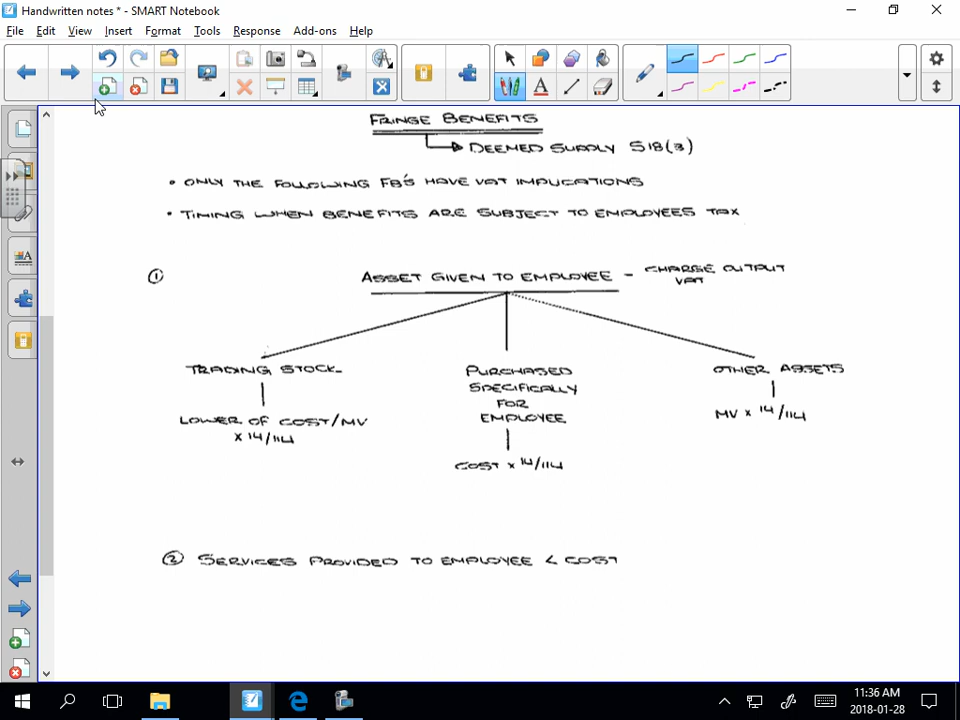 Handwritten notes * - SMART Notebook
File Edit View Insert Format Tools Response Add-ons Help
FRINGE BENEFITS
DEEMED SUPPLY S18(3)
• ONLY THE FOLLOWING FB'S HAVE VAT IMPLICATIONS
• TIMING WHEN BENEFITS ARE SUBJECT TO EMPLOYEES TAX
① ASSET GIVEN TO EMPLOYEE - CHARGE OUTPUT
VAT
TRADING STOCK
LOWER OF COST/MV
x 14/114
PURCHASED
SPECIFICALLY
FOR
EMPLOYEE
COST x 14/114
OTHER ASSETS
MV x 14/114
② SERVICES PROVIDED TO EMPLOYEE < COST
11:36 AM
2018-01-28